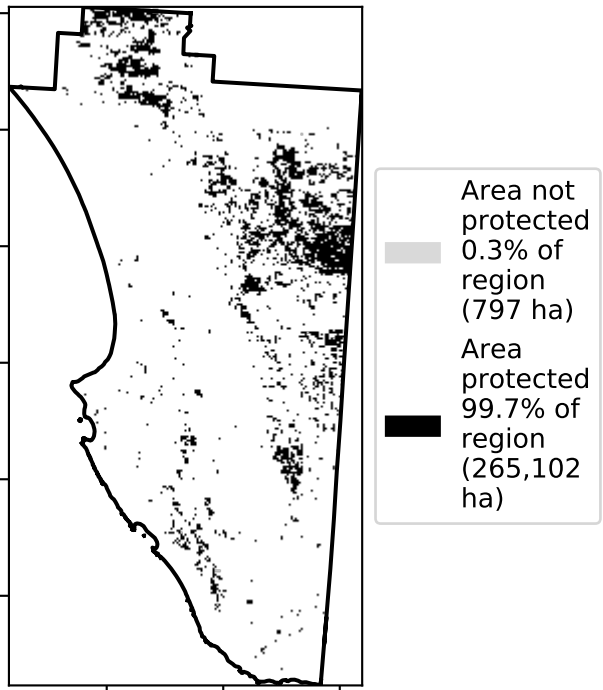 Area not
protected
0.3% of
region
(797 ha)
Area
protected
99.7% of
region
(265,102
ha)